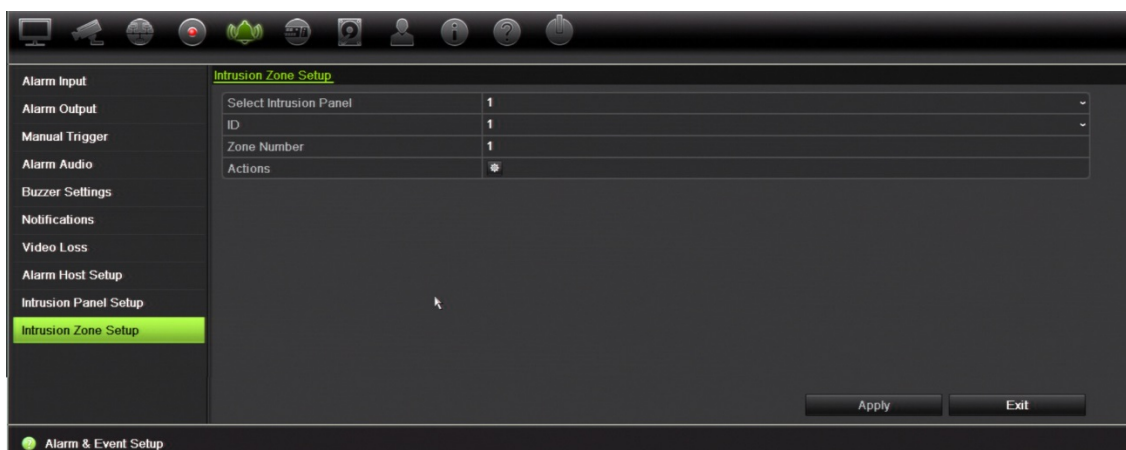 Alarm Input
Alarm Output
Manual Trigger
Alarm Audio
Buzzer Settings
Notifications
Video Loss
Alarm Host Setup
Intrusion Panel Setup
Intrusion Zone Setup
Intrusion Zone Setup
Select Intrusion Panel 1
ID 1
Zone Number 1
Actions
Apply Exit
Alarm & Event Setup